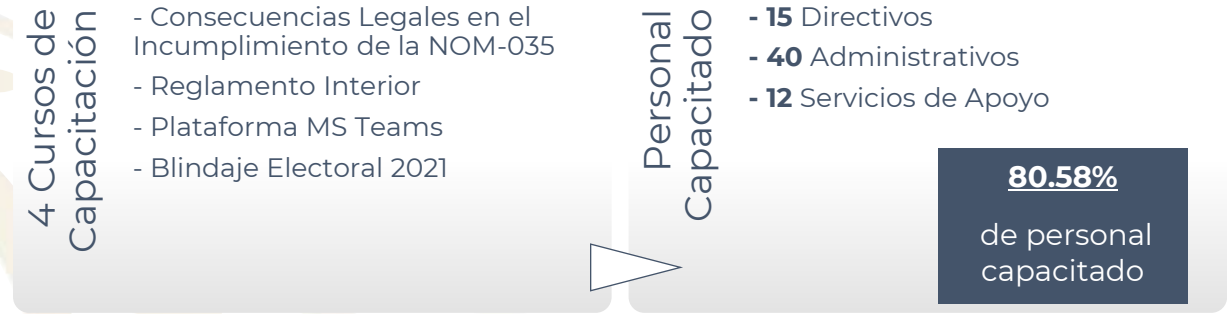 4 Cursos de
Capacitación
- Consecuencias Legales en el
Incumplimiento de la NOM-035
- Reglamento Interior
- Plataforma MS Teams
- Blindaje Electoral 2021
Personal
Capacitado
- 15 Directivos
- 40 Administrativos
- 12 Servicios de Apoyo
80.58%
de personal
capacitado